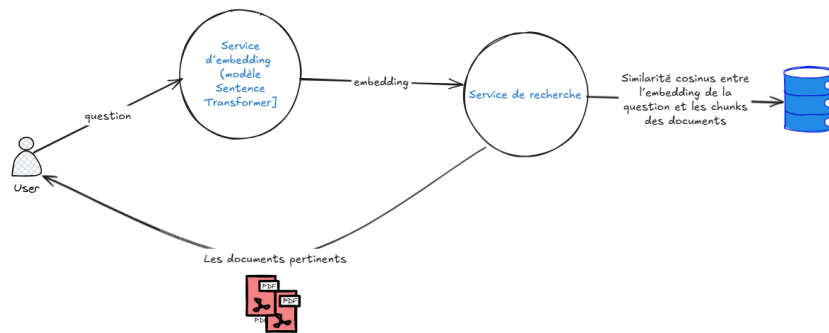 Service
d'embedding
(modèle
Sentence
Transformer]
embedding
Service de recherche
Similarité cosinus entre
l'embedding de la
question et les chunks
des documents
question
User
Les documents pertinents
PDF
PDF
PDF